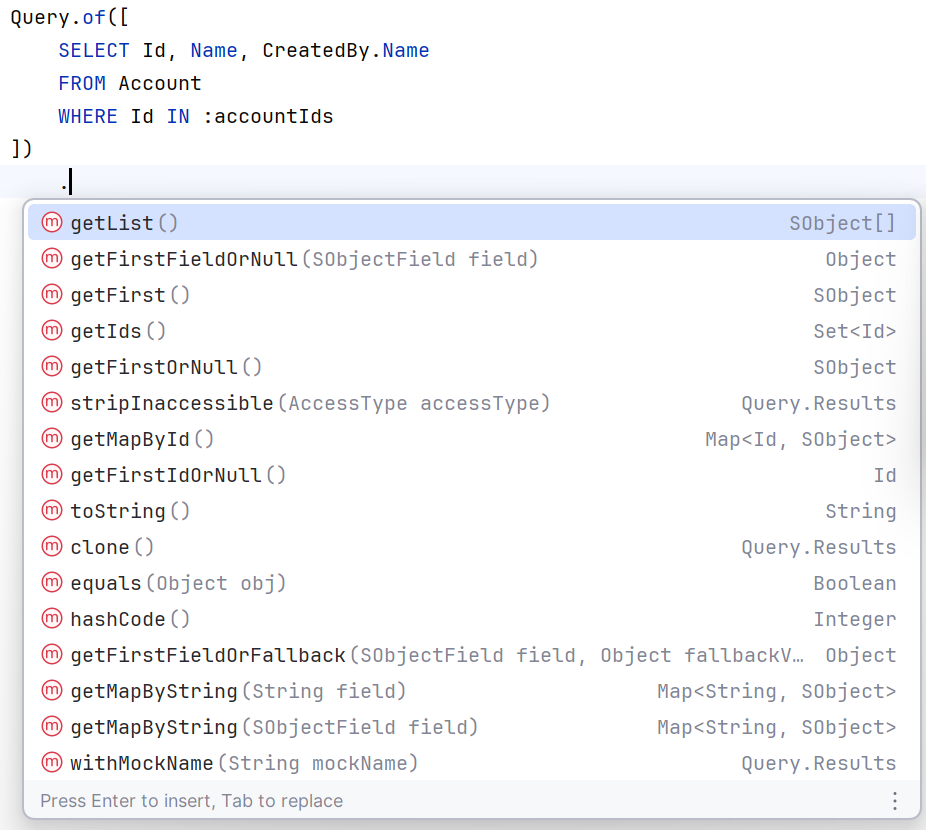 Query.of([
SELECT Id, Name, CreatedBy.Name
FROM Account
WHERE Id IN :accountIds
])
.
m getList() SObject[]
m getFirstFieldOrNull(SObjectField field) Object
m getFirst() SObject
m getIds() Set<Id>
m getFirstOrNull() SObject
m stripInaccessible(AccessType accessType) Query.Results
m getMapById() Map<Id, SObject>
m getFirstIdOrNull() Id
m toString() String
m clone() Query.Results
m equals(Object obj) Boolean
m hashCode() Integer
m getFirstFieldOrFallback(SObjectField field, Object fallbackV… Object
m getMapByString(String field) Map<String, SObject>
m getMapByString(SObjectField field) Map<String, SObject>
m withMockName(String mockName) Query.Results
Press Enter to insert, Tab to replace